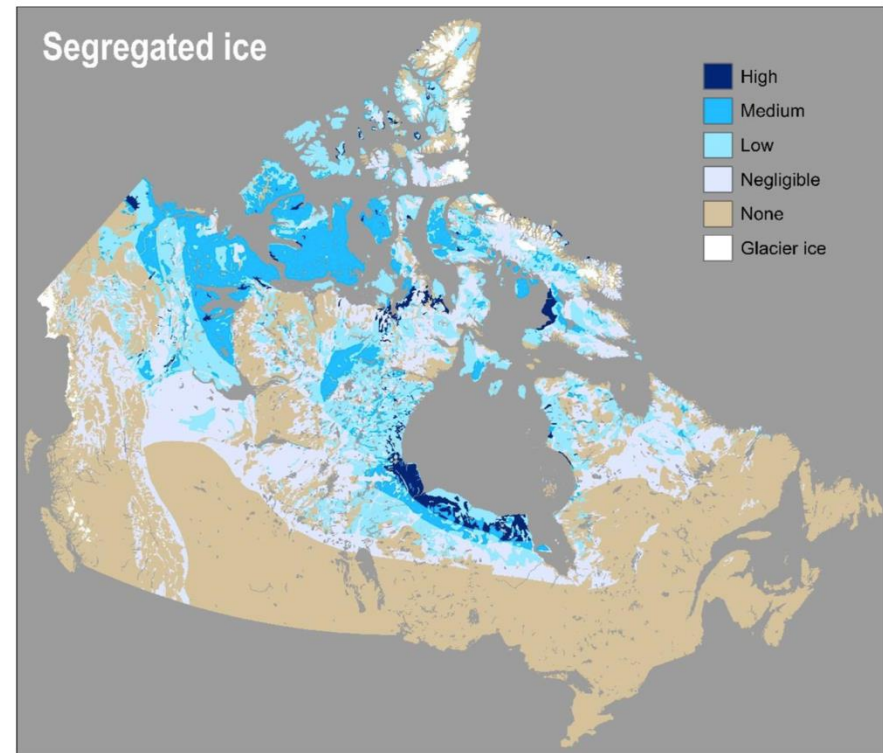 Segregated ice
High
Medium
Low
Negligible
None
Glacier ice